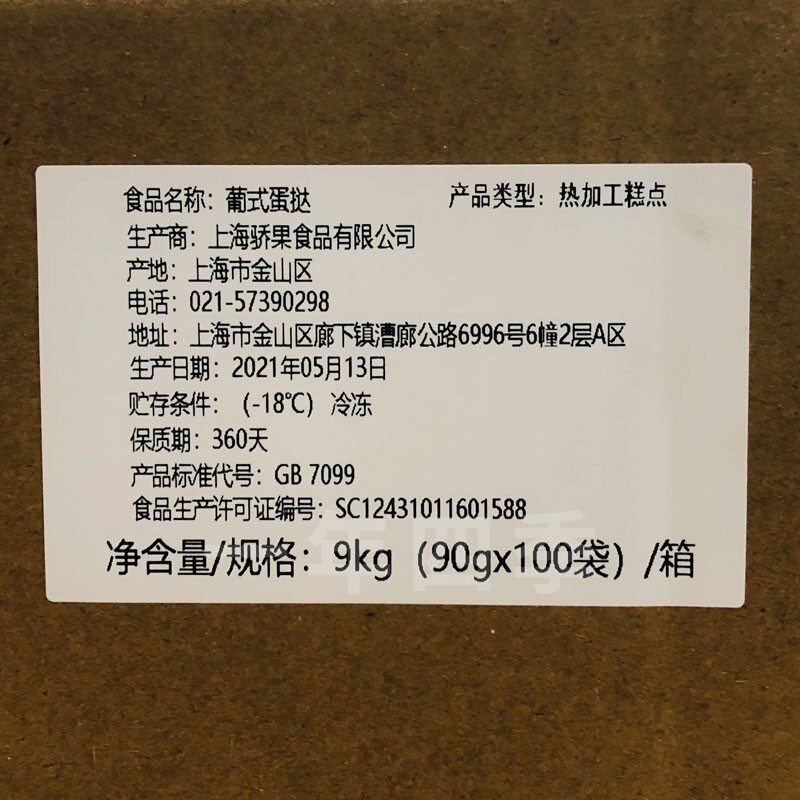 食品名称：葡式蛋挞 产品类型：热加工糕点
生产商：上海骄果食品有限公司
产地：上海市金山区
电话：021-57390298
地址：上海市金山区廊下镇漕廊公路6996号6幢2层A区
生产日期：2021年05月13日
贮存条件：（-18℃）冷冻
保质期：360天
产品标准代号：GB 7099
食品生产许可证编号：SC12431011601588
年四季
净含量/规格：9kg（90gx100袋）/箱